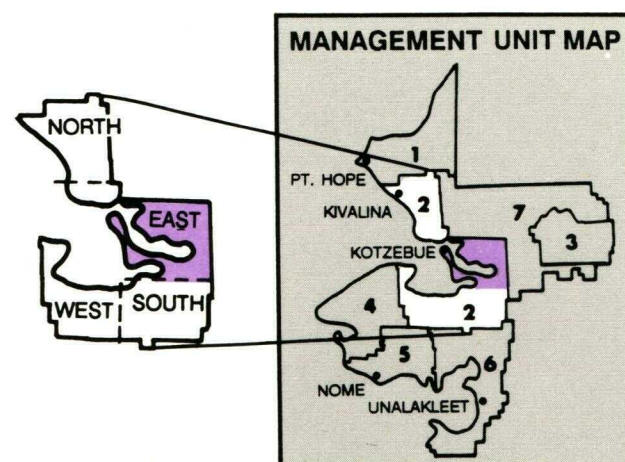 NORTH
EAST
WEST
SOUTH
MANAGEMENT UNIT MAP
1
PT. HOPE
KIVALINA
2
7
3
KOTZEBUE
4
2
5
6
NOME
UNALAKLEET